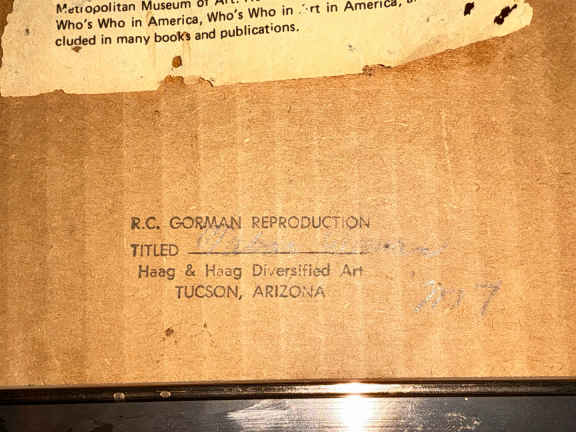 Metropolitan Museum of Art.
Who's Who in America, Who's Who in Art in America, a
cluded in many books and publications.
R.C. GORMAN REPRODUCTION
TITLED
Haag & Haag Diversified Art
TUCSON, ARIZONA